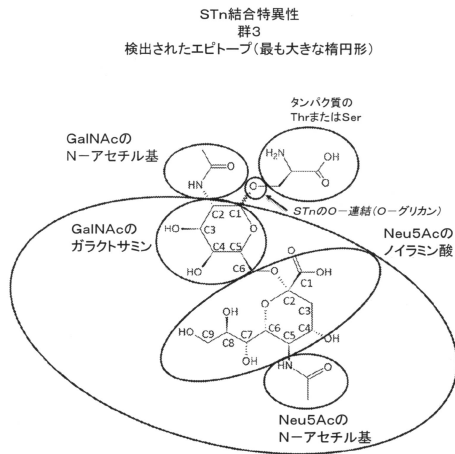 STn結合特異性
群3
検出されたエピトープ(最も大きな楕円形)
タンパク質の
ThrまたはSer
GalNAcの
N－アセチル基
H₂N
OH
O
O
HN
O
STnのO－連結(O－グリカン)
C2 C1
GalNAcの
ガラクトサミン
HO
C3
O
C4 C5
HO
C6
O
Neu5Acの
ノイラミン酸
O
OH
C1
C2
O
C3
HO
OH
C9
C8
C7
C6
C5
C4
OH
HO
OH
HN
O
Neu5Acの
N－アセチル基